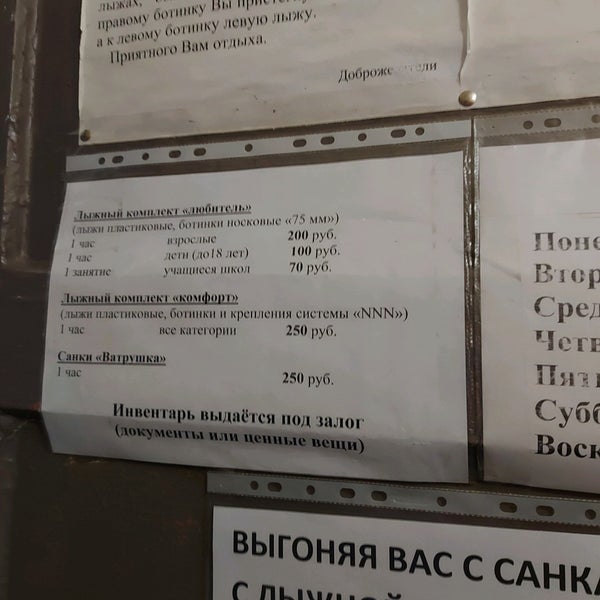 лыжах,
правому ботинку Вы
а к левому ботинку левую лыжу.
Приятного Вам отдыха.
Лыжный комплект «любитель»
(лыжи пластиковые, ботинки носковые «75 мм»)
1 час взрослые 200 руб.
1 час дети (до18 лет) 100 руб.
1 занятие учащиеся школ 70 руб.
Лыжный комплект «комфорт»
(лыжи пластиковые, ботинки и крепления системы «NNN»)
1 час все категории 250 руб.
Санки «Ватрушка»
1 час 250 руб.
Инвентарь выдаётся под залог
(документы или ценные вещи)
Поне
Втор
Сред
Четв
Пятн
Субб
Воск
ВЫГОНЯЯ ВАС С САНКА
С ЛЫЖНОЙ